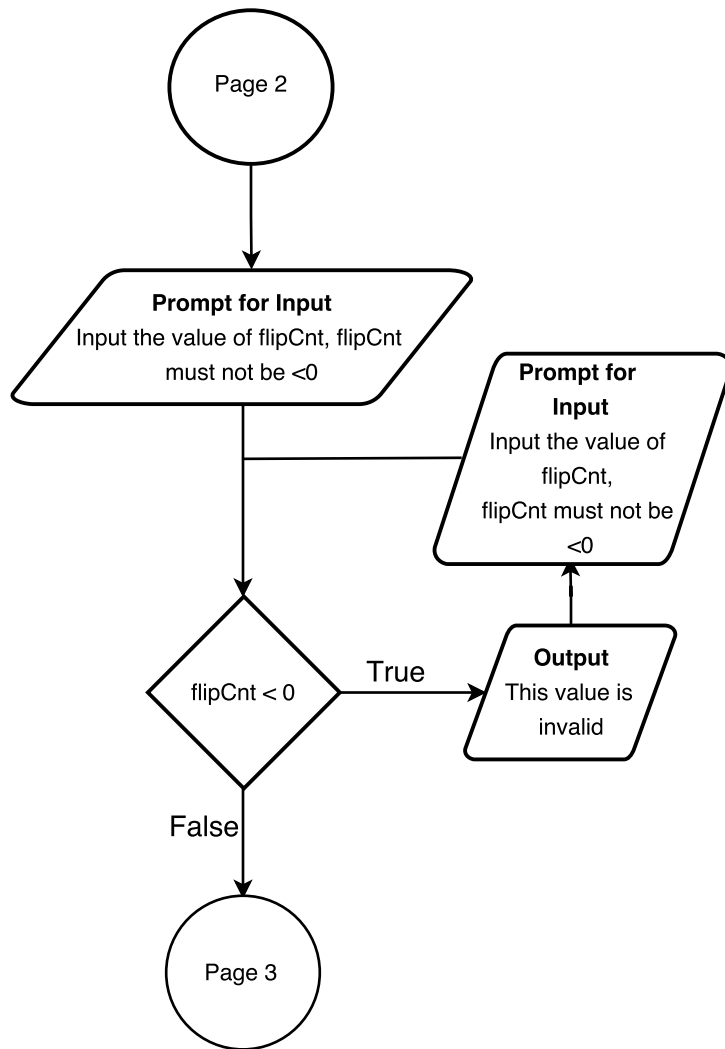 Page 2
Prompt for Input
Input the value of flipCnt, flipCnt
must not be <0
Prompt for
Input
Input the value of
flipCnt,
flipCnt must not be
<0
flipCnt < 0
True
Output
This value is
invalid
False
Page 3